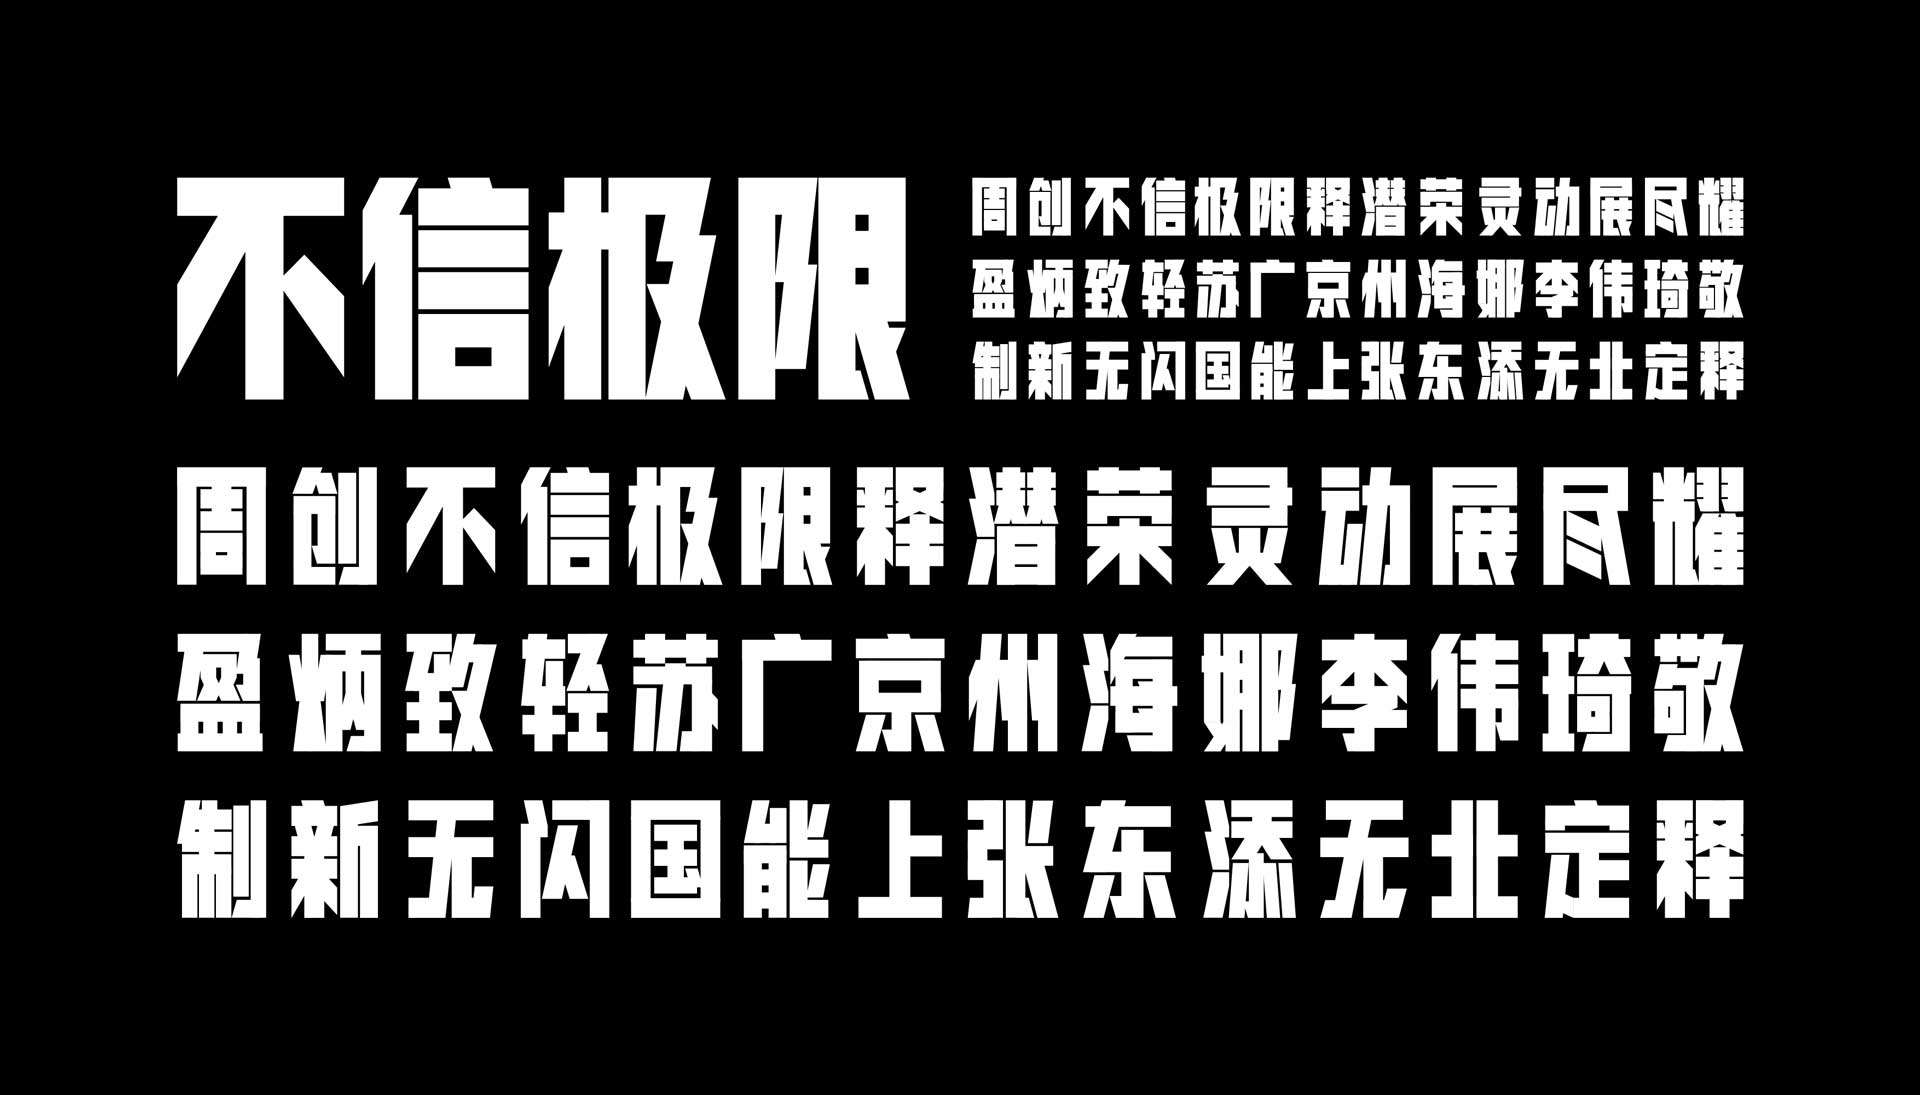 不信极限
周创不信极限释潜荣灵动展尽耀
盈炳致轻苏广京州海娜李伟琦敬
制新无闪国能上张东添无北定释
周创不信极限释潜荣灵动展尽耀
盈炳致轻苏广京州海娜李伟琦敬
制新无闪国能上张东添无北定释